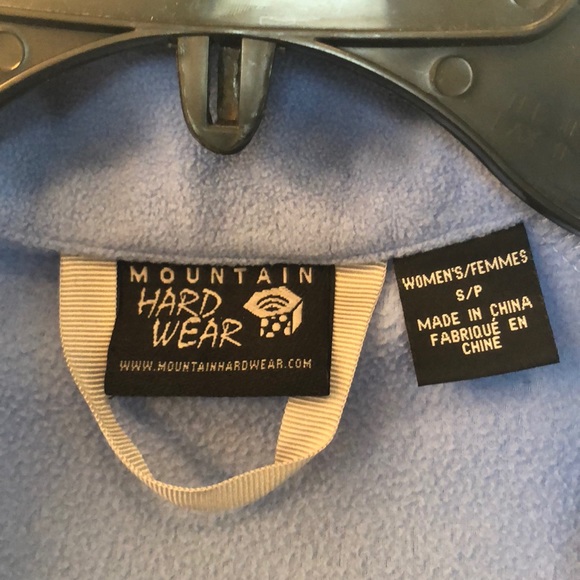 MOUNTAIN
HARD
WEAR
WWW.MOUNTAINHARDWEAR.COM
WOMEN'S/FEMMES
S/P
MADE IN CHINA
FABRIQUÉ EN
CHINE